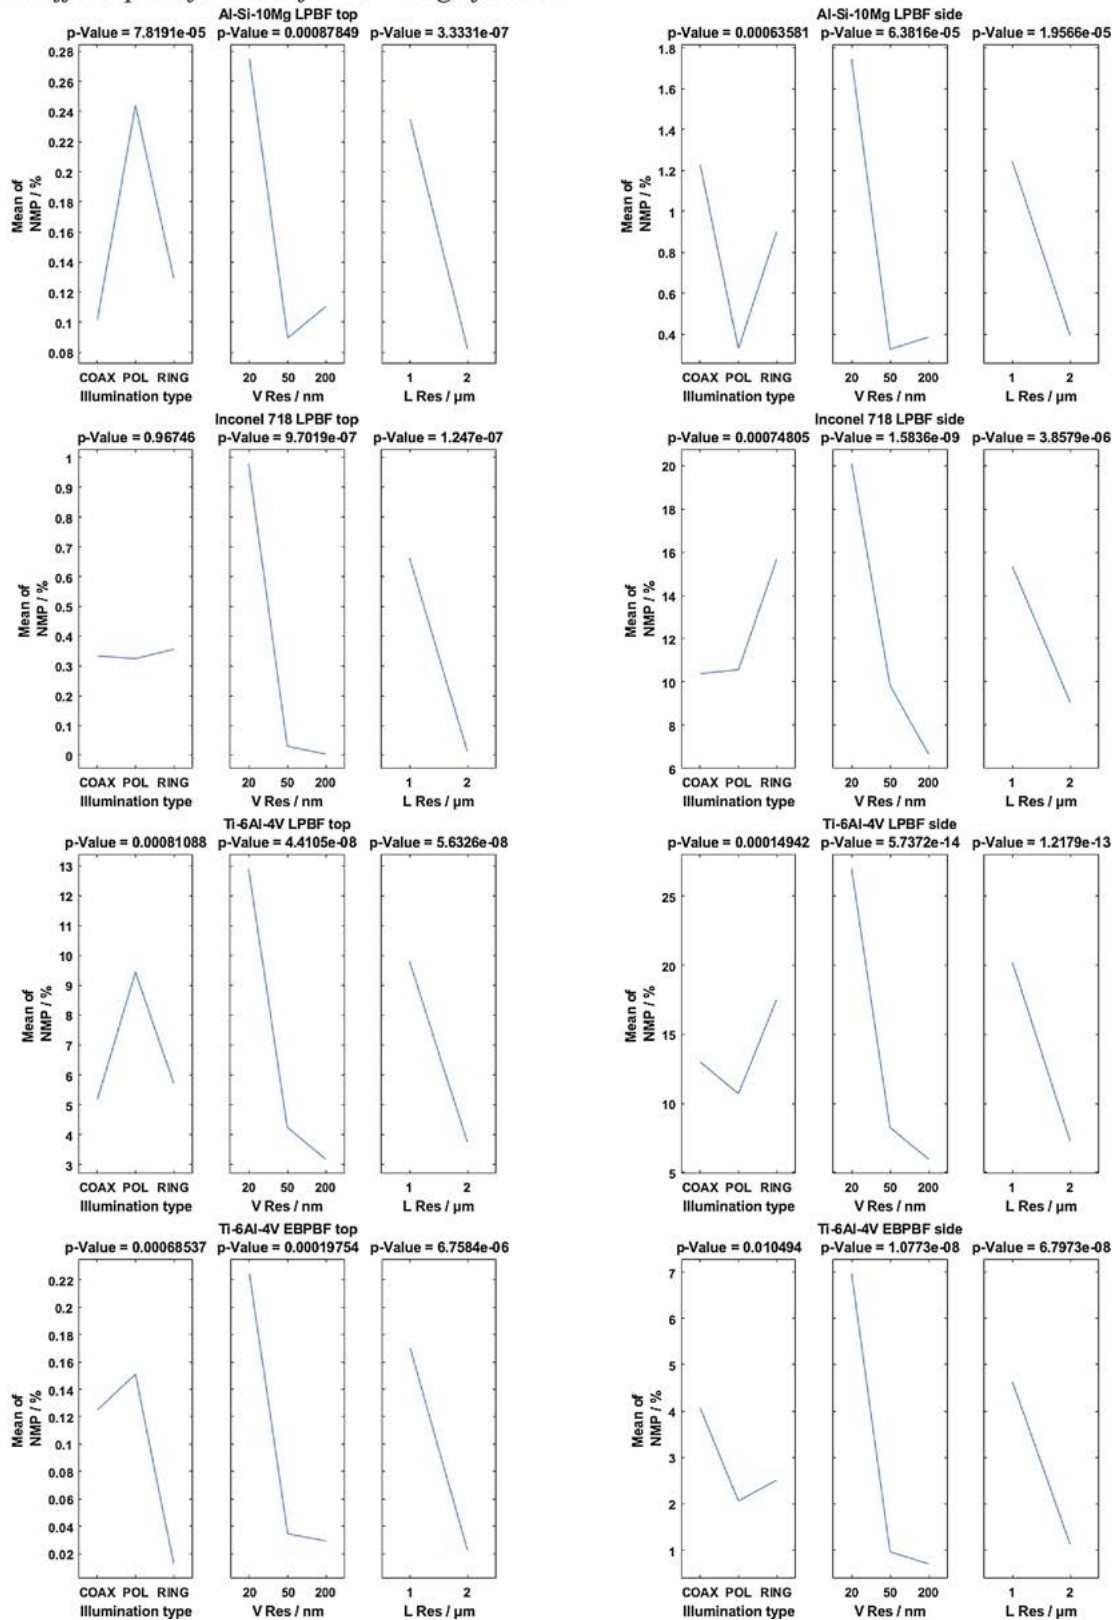 Al-Si-10Mg LPBF top
p-Value = 7.8191e-05 p-Value = 0.00087849 p-Value = 3.3331e-07
0.28
0.26
0.24
0.22
0.2
0.18
0.16
0.14
0.12
0.1
0.08
Mean of
NMP / %
COAX POL RING 20 50 200 1 2
Illumination type V Res / nm L Res / µm
Al-Si-10Mg LPBF side
p-Value = 0.00063581 p-Value = 6.3816e-05 p-Value = 1.9566e-05
1.8
1.6
1.4
1.2
1
0.8
0.6
0.4
Mean of
NMP / %
COAX POL RING 20 50 200 1 2
Illumination type V Res / nm L Res / µm
Inconel 718 LPBF top
p-Value = 0.96746 p-Value = 9.7019e-07 p-Value = 1.247e-07
1
0.9
0.8
0.7
0.6
0.5
0.4
0.3
0.2
0.1
0
Mean of
NMP / %
COAX POL RING 20 50 200 1 2
Illumination type V Res / nm L Res / µm
Inconel 718 LPBF side
p-Value = 0.00074805 p-Value = 1.5836e-09 p-Value = 3.8579e-06
20
18
16
14
12
10
8
6
Mean of
NMP / %
COAX POL RING 20 50 200 1 2
Illumination type V Res / nm L Res / µm
Ti-6Al-4V LPBF top
p-Value = 0.00081088 p-Value = 4.4105e-08 p-Value = 5.6326e-08
13
12
11
10
9
8
7
6
5
4
3
Mean of
NMP / %
COAX POL RING 20 50 200 1 2
Illumination type V Res / nm L Res / µm
Ti-6Al-4V LPBF side
p-Value = 0.00014942 p-Value = 5.7372e-14 p-Value = 1.2179e-13
25
20
15
10
5
Mean of
NMP / %
COAX POL RING 20 50 200 1 2
Illumination type V Res / nm L Res / µm
Ti-6Al-4V EBPBF top
p-Value = 0.00068537 p-Value = 0.00019754 p-Value = 6.7584e-06
0.22
0.2
0.18
0.16
0.14
0.12
0.1
0.08
0.06
0.04
0.02
Mean of
NMP / %
COAX POL RING 20 50 200 1 2
Illumination type V Res / nm L Res / µm
Ti-6Al-4V EBPBF side
p-Value = 0.010494 p-Value = 1.0773e-08 p-Value = 6.7973e-08
7
6
5
4
3
2
1
Mean of
NMP / %
COAX POL RING 20 50 200 1 2
Illumination type V Res / nm L Res / µm